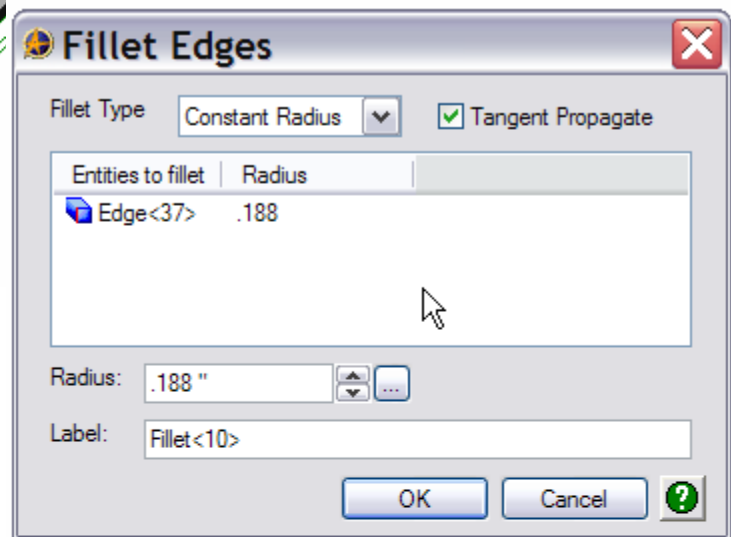 Fillet Edges
Fillet Type Constant Radius Tangent Propagate
Entities to fillet Radius
Edge<37> .188
Radius: .188 " ...
Label: Fillet<10>
OK Cancel ?